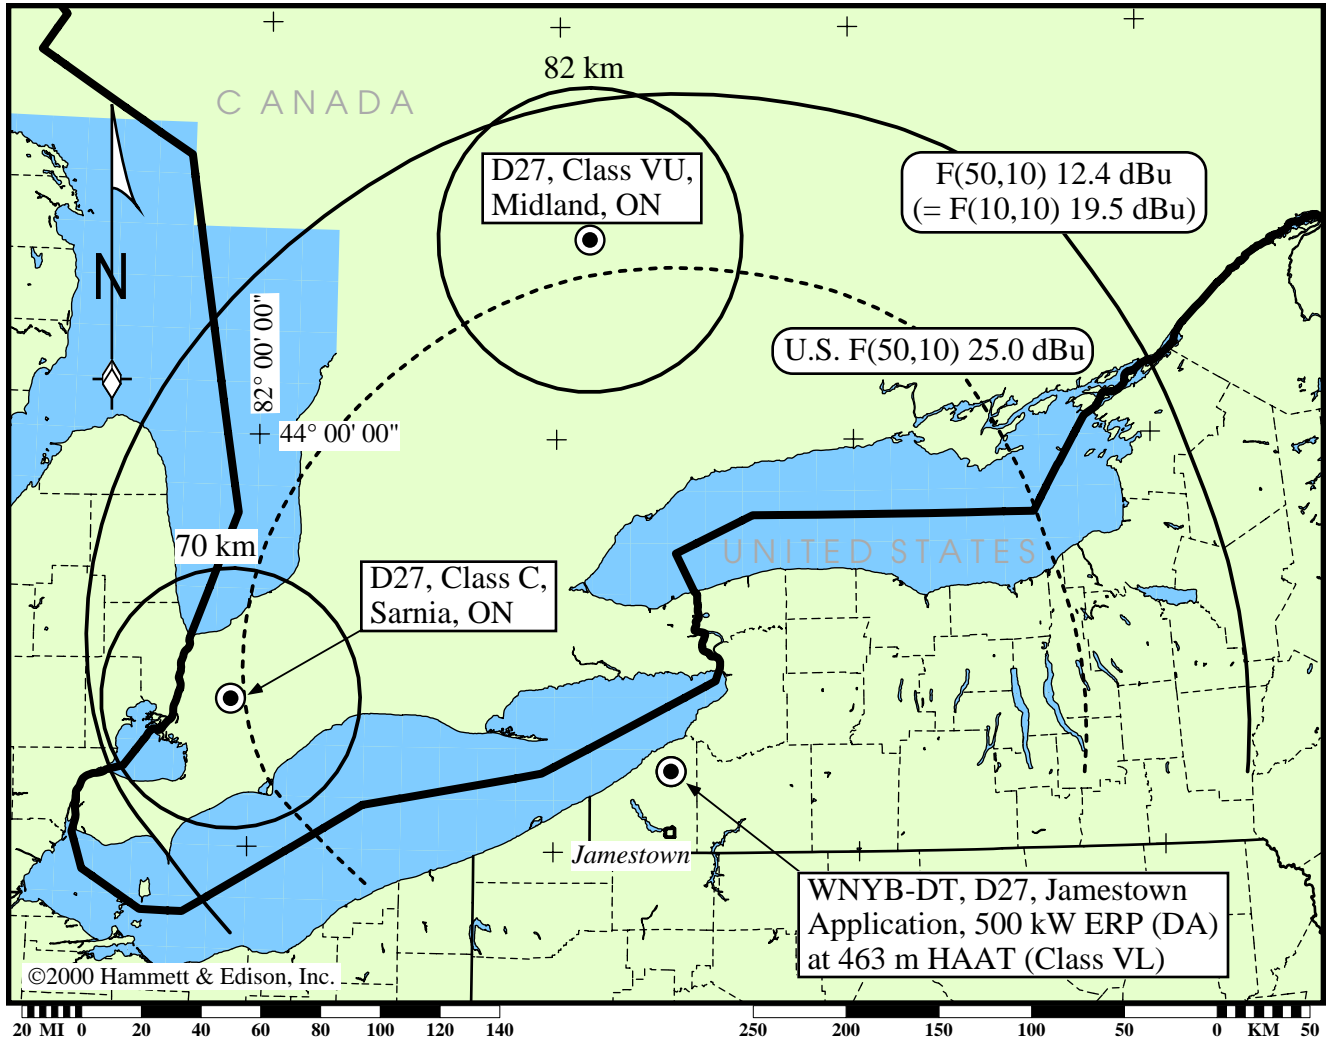 82 km
C ANADA
D27, Class VU,
Midland, ON
F(50,10) 12.4 dBu
(= F(10,10) 19.5 dBu)
N
82° 00' 00"
U.S. F(50,10) 25.0 dBu
44° 00' 00"
70 km
UNITED STATES
D27, Class C,
Sarnia, ON
Jamestown
WNYB-DT, D27, Jamestown
Application, 500 kW ERP (DA)
at 463 m HAAT (Class VL)
©2000 Hammett & Edison, Inc.
20 MI 0 20 40 60 80 100 120 140
250 200 150 100 50 0 KM 50